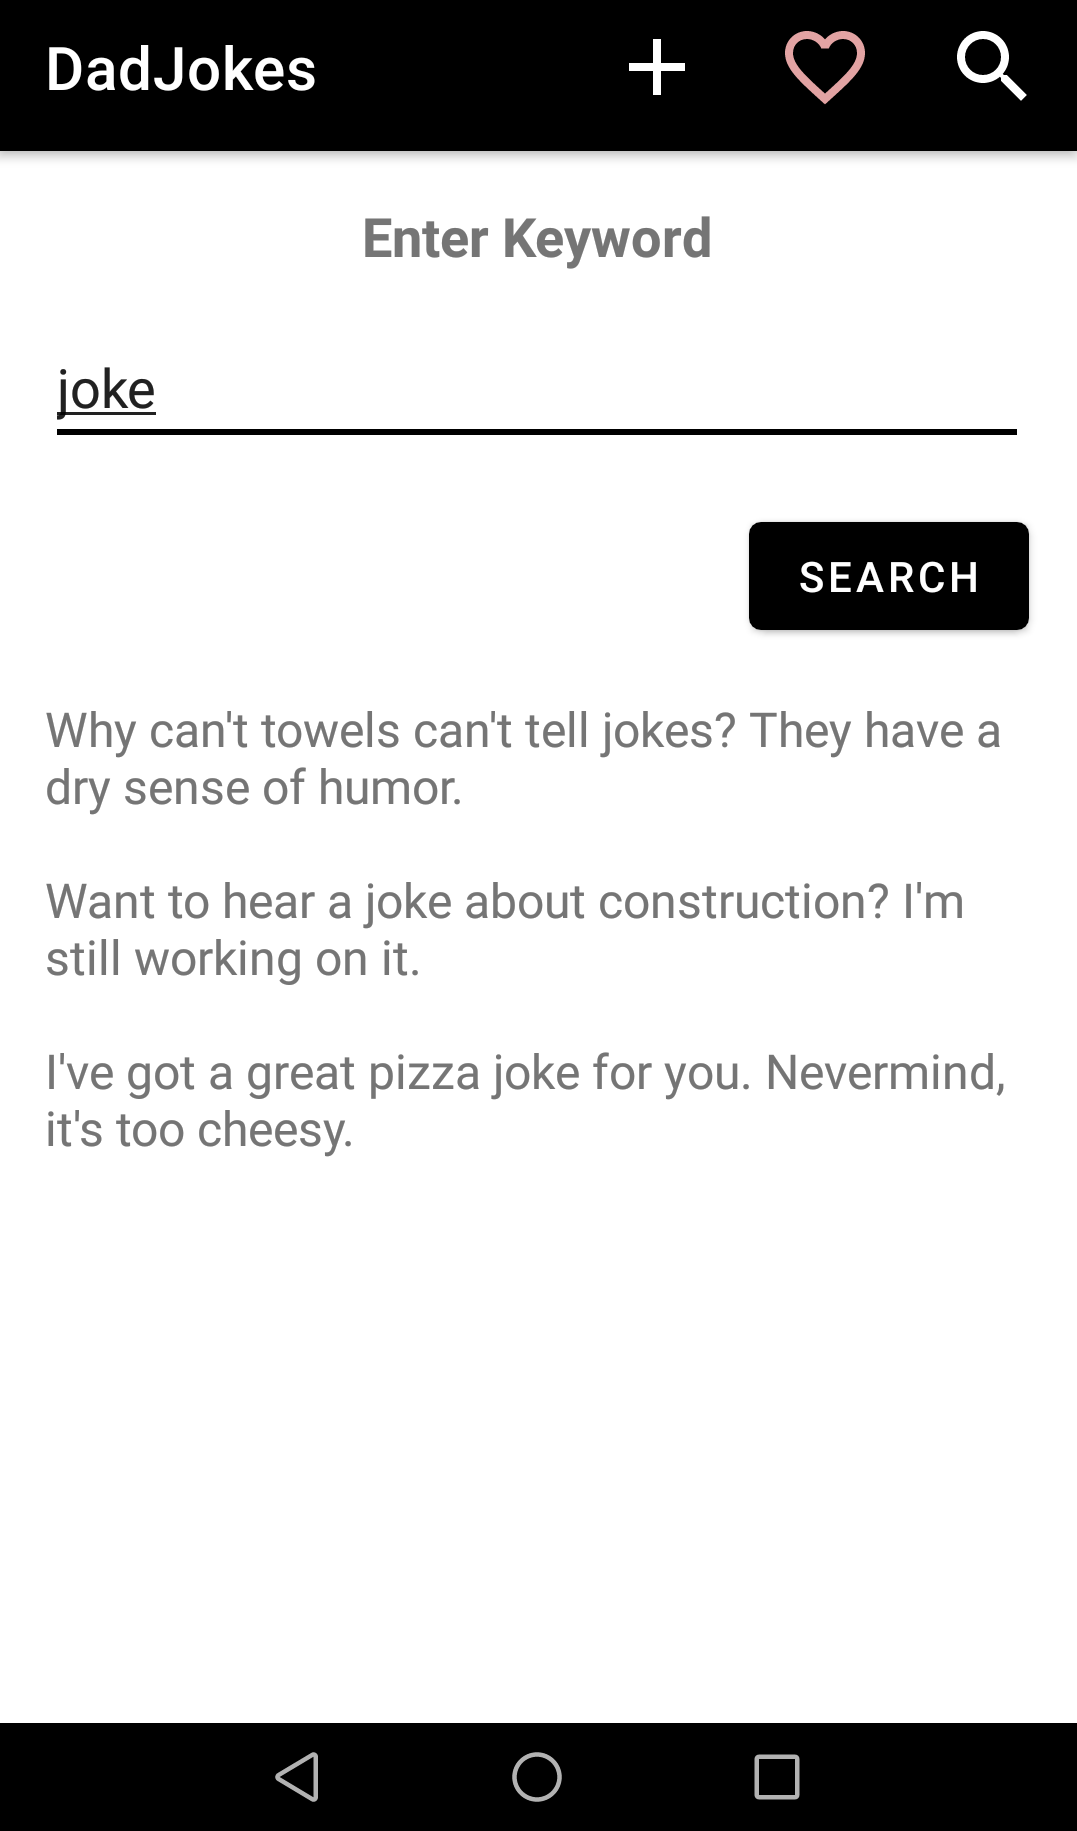 DadJokes
Enter Keyword
joke
SEARCH
Why can't towels can't tell jokes? They have a
dry sense of humor.
Want to hear a joke about construction? I'm
still working on it.
I've got a great pizza joke for you. Nevermind,
it's too cheesy.